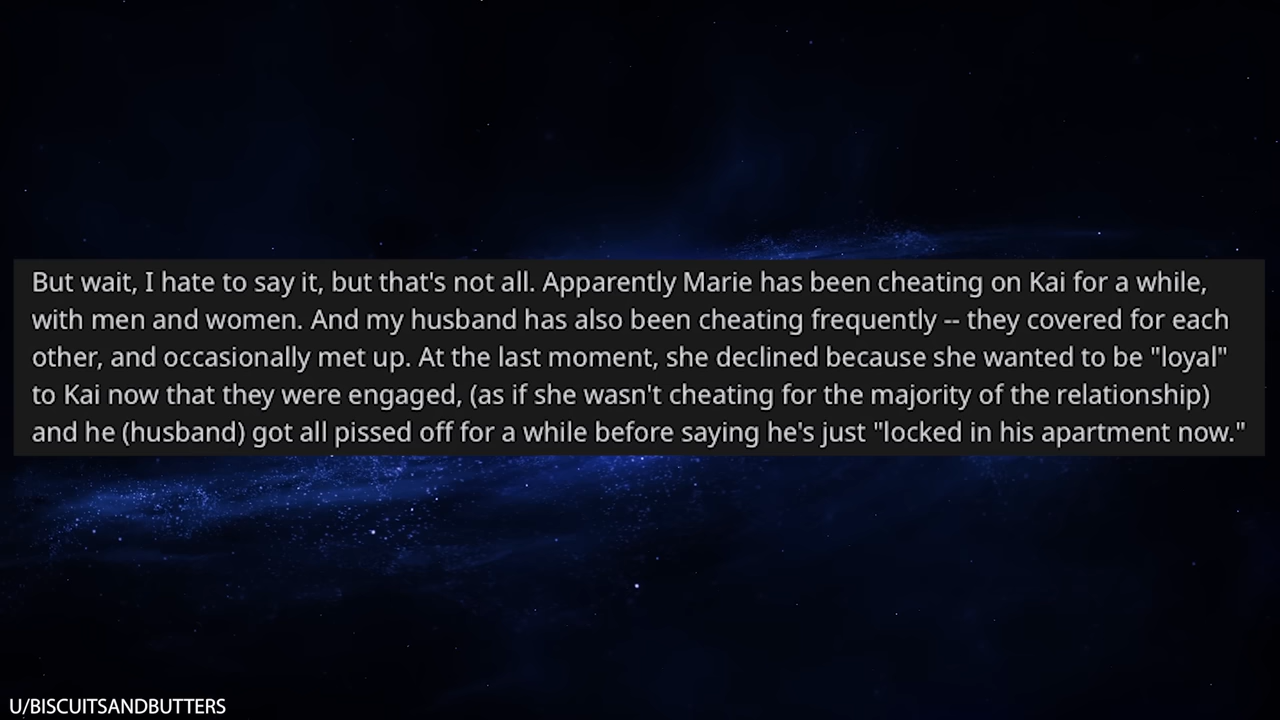 But wait, I hate to say it, but that's not all. Apparently Marie has been cheating on Kai for a while,
with men and women. And my husband has also been cheating frequently -- they covered for each
other, and occasionally met up. At the last moment, she declined because she wanted to be "loyal"
to Kai now that they were engaged, (as if she wasn't cheating for the majority of the relationship)
and he (husband) got all pissed off for a while before saying he's just "locked in his apartment now."
U/BISCUITSANDBUTTERS